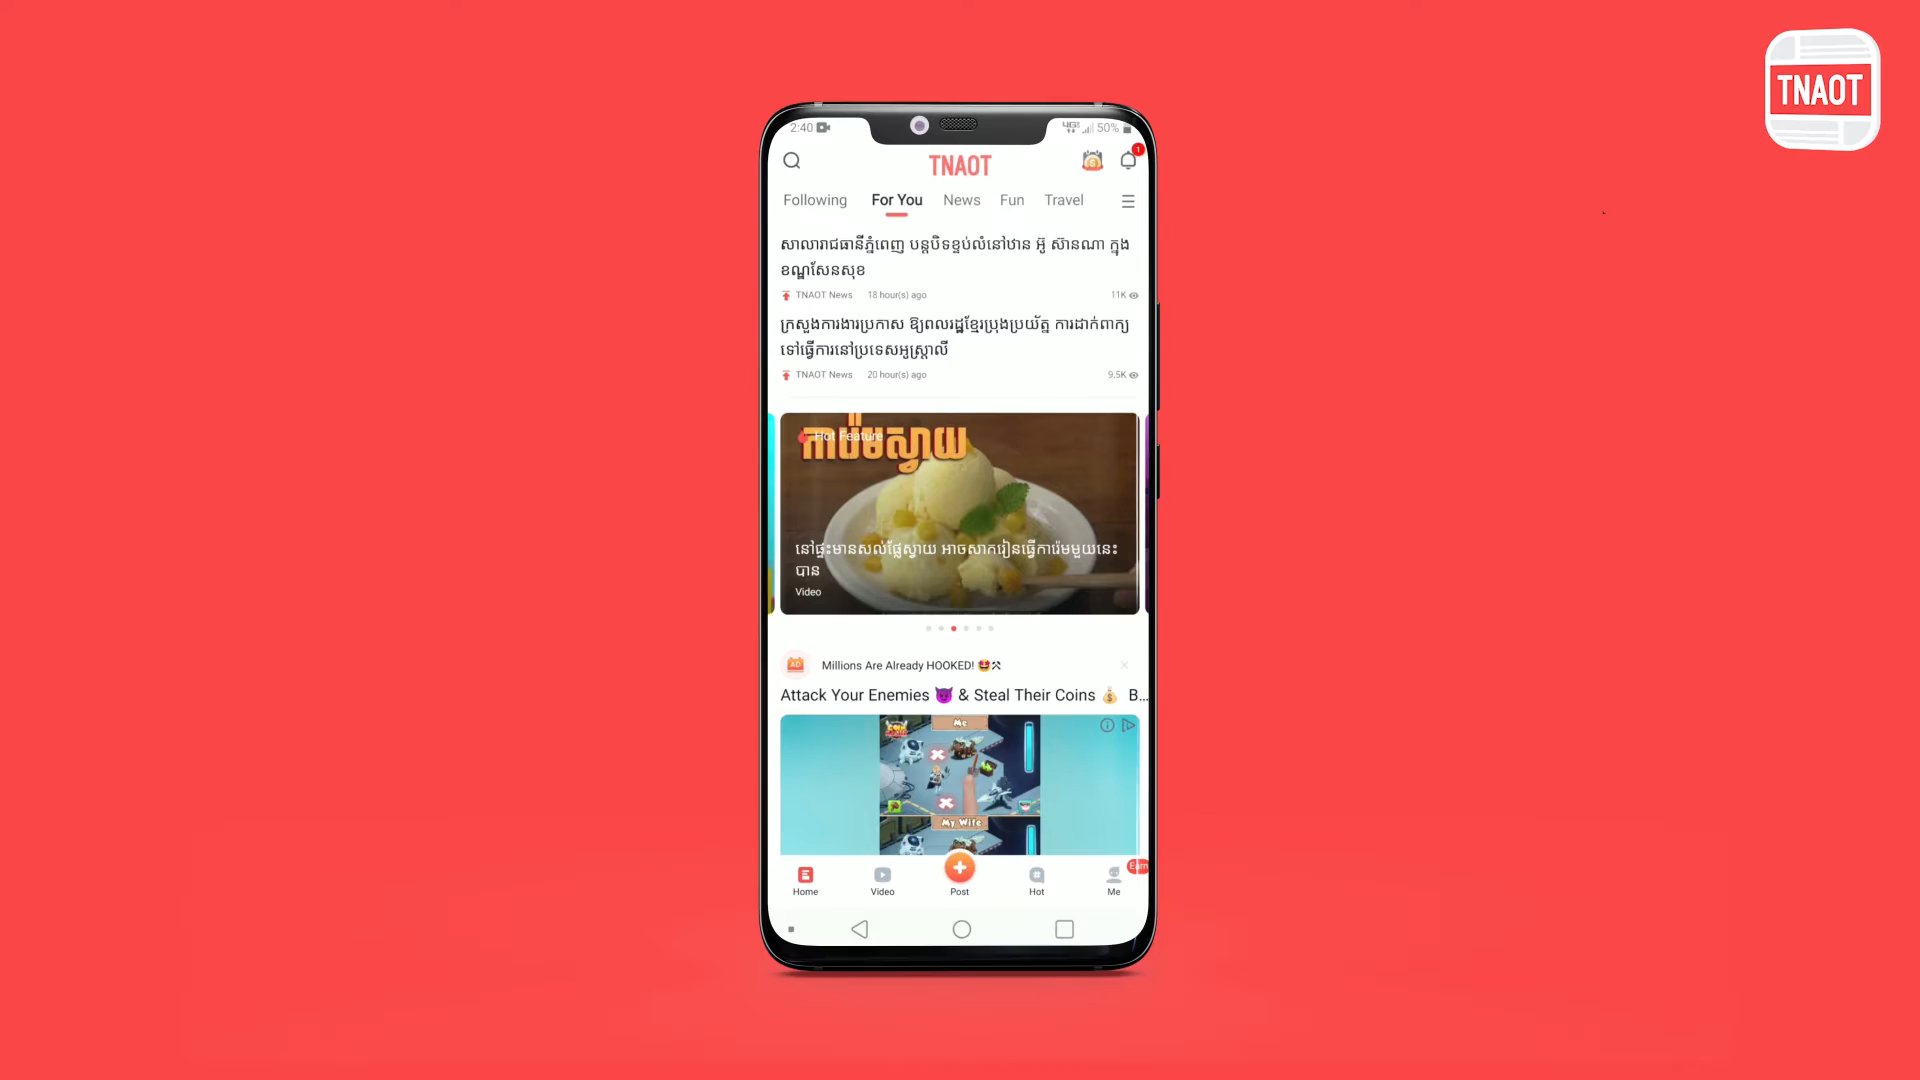 TNAOT
2:40
4G
50%
TNAOT
1
Following
For You
News
Fun
Travel
សាលារាជធានីភ្នំពេញ បន្តបិទខ្ទប់លំនៅឋាន អ៊ូ ស៊ានណា ក្នុង
ខណ្ឌសែនសុខ
TNAOT News 18 hour(s) ago 11K
ក្រសួងការងារប្រកាស ឱ្យពលរដ្ឋខ្មែរប្រុងប្រយ័ត្ន ការដាក់ពាក្យ
ទៅធ្វើការនៅប្រទេសអូស្ត្រាលី
TNAOT News 20 hour(s) ago 9.5K
Hot Feature
ការ៉េមស្វាយ
នៅផ្ទះមានសល់ផ្លែស្វាយ អាចសាករៀនធ្វើការ៉េមមួយនេះ
បាន
Video
AD
Millions Are Already HOOKED! 🤩⚒
Attack Your Enemies 😈 & Steal Their Coins 💰 B...
Me
COIN
My Wife
Earn
Home
Video
Post
Hot
Me